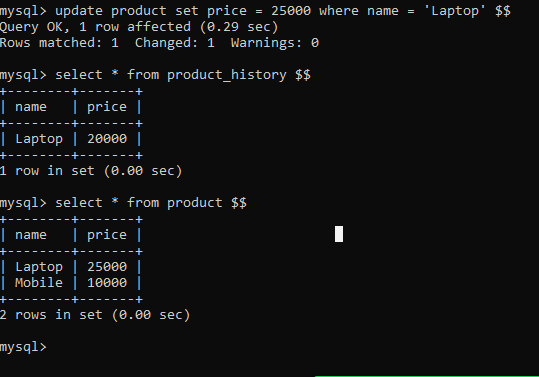 mysql> update product set price = 25000 where name = 'Laptop' $$
Query OK, 1 row affected (0.29 sec)
Rows matched: 1  Changed: 1  Warnings: 0
mysql> select * from product_history $$
+--------+-------+
| name   | price |
+--------+-------+
| Laptop | 20000 |
+--------+-------+
1 row in set (0.00 sec)
mysql> select * from product $$
+--------+-------+
| name   | price |
+--------+-------+
| Laptop | 25000 |
| Mobile | 10000 |
+--------+-------+
2 rows in set (0.00 sec)
mysql>